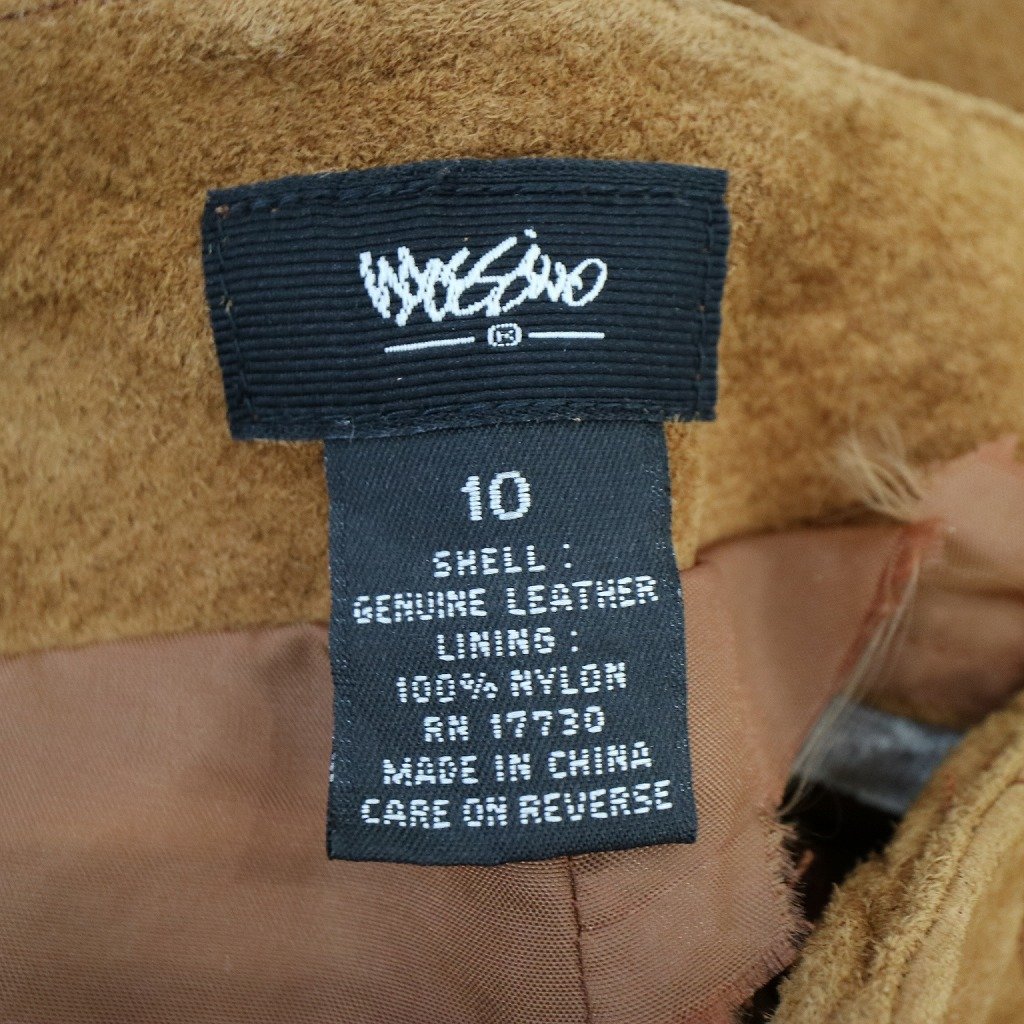 Mossimo
10
SHELL :
GENUINE LEATHER
LINING :
100% NYLON
RN 17730
MADE IN CHINA
CARE ON REVERSE